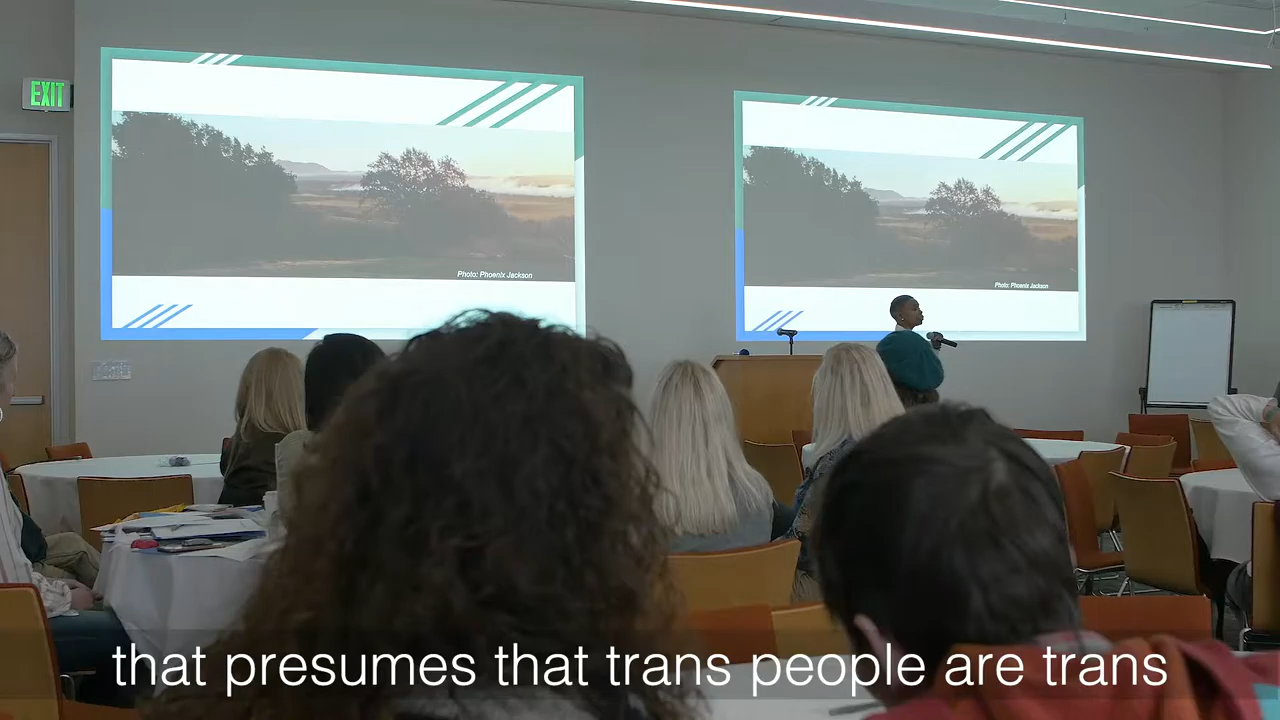 EXIT
Photo: Phoenix Jackson
Photo: Phoenix Jackson
that presumes that trans people are trans